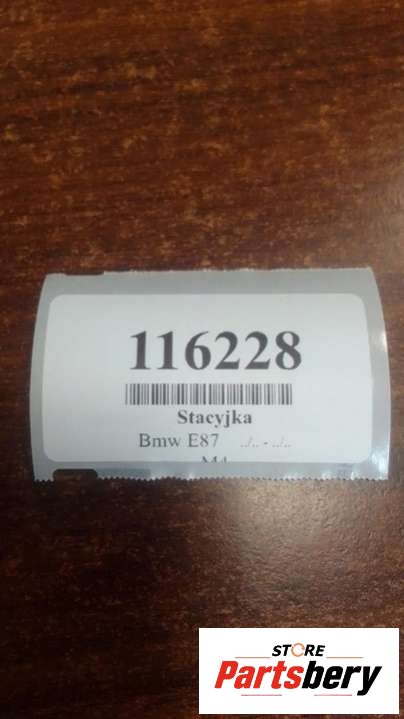 116228
Stacyjka
Bmw E87 ../.. - ../..
STORE
Partsbery